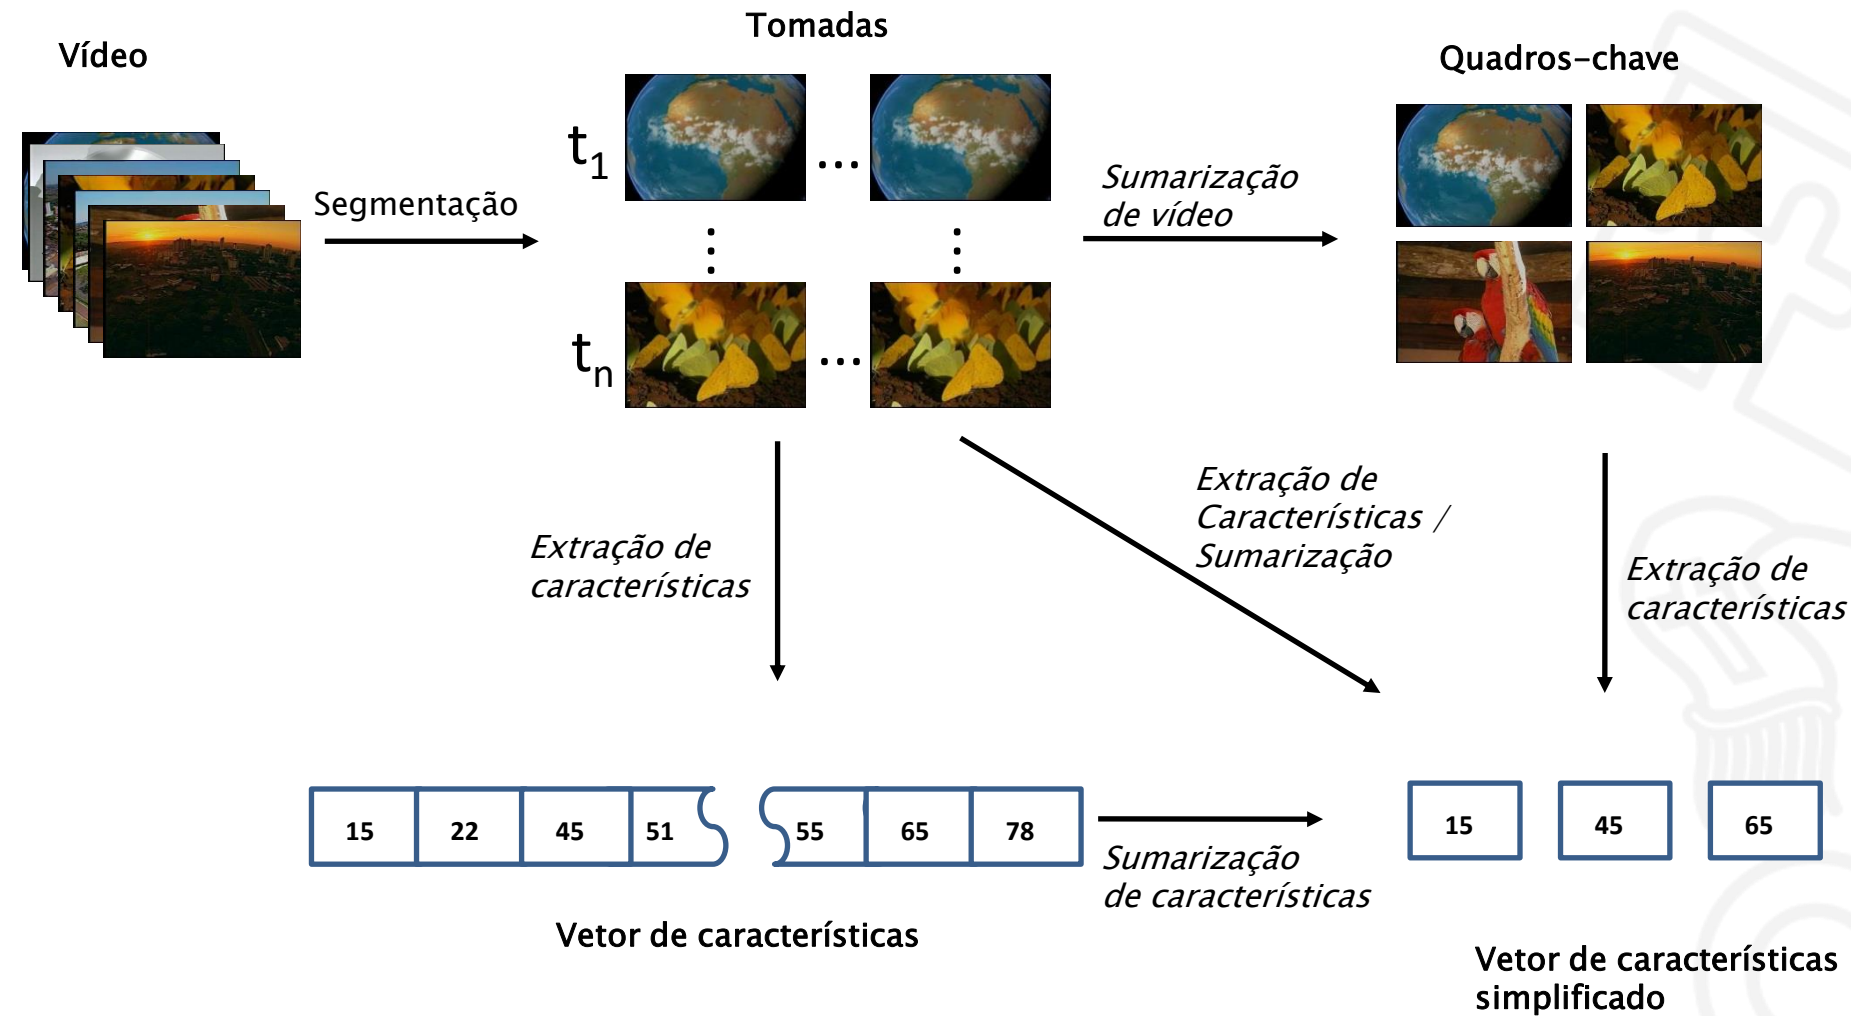 Vídeo
Segmentação
Tomadas
t1
...
tn
...
Sumarização
de vídeo
Quadros-chave
Extração de
características
Extração de
Características /
Sumarização
Extração de
características
15 22 45 51 55 65 78
Vetor de características
Sumarização
de características
15 45 65
Vetor de características
simplificado